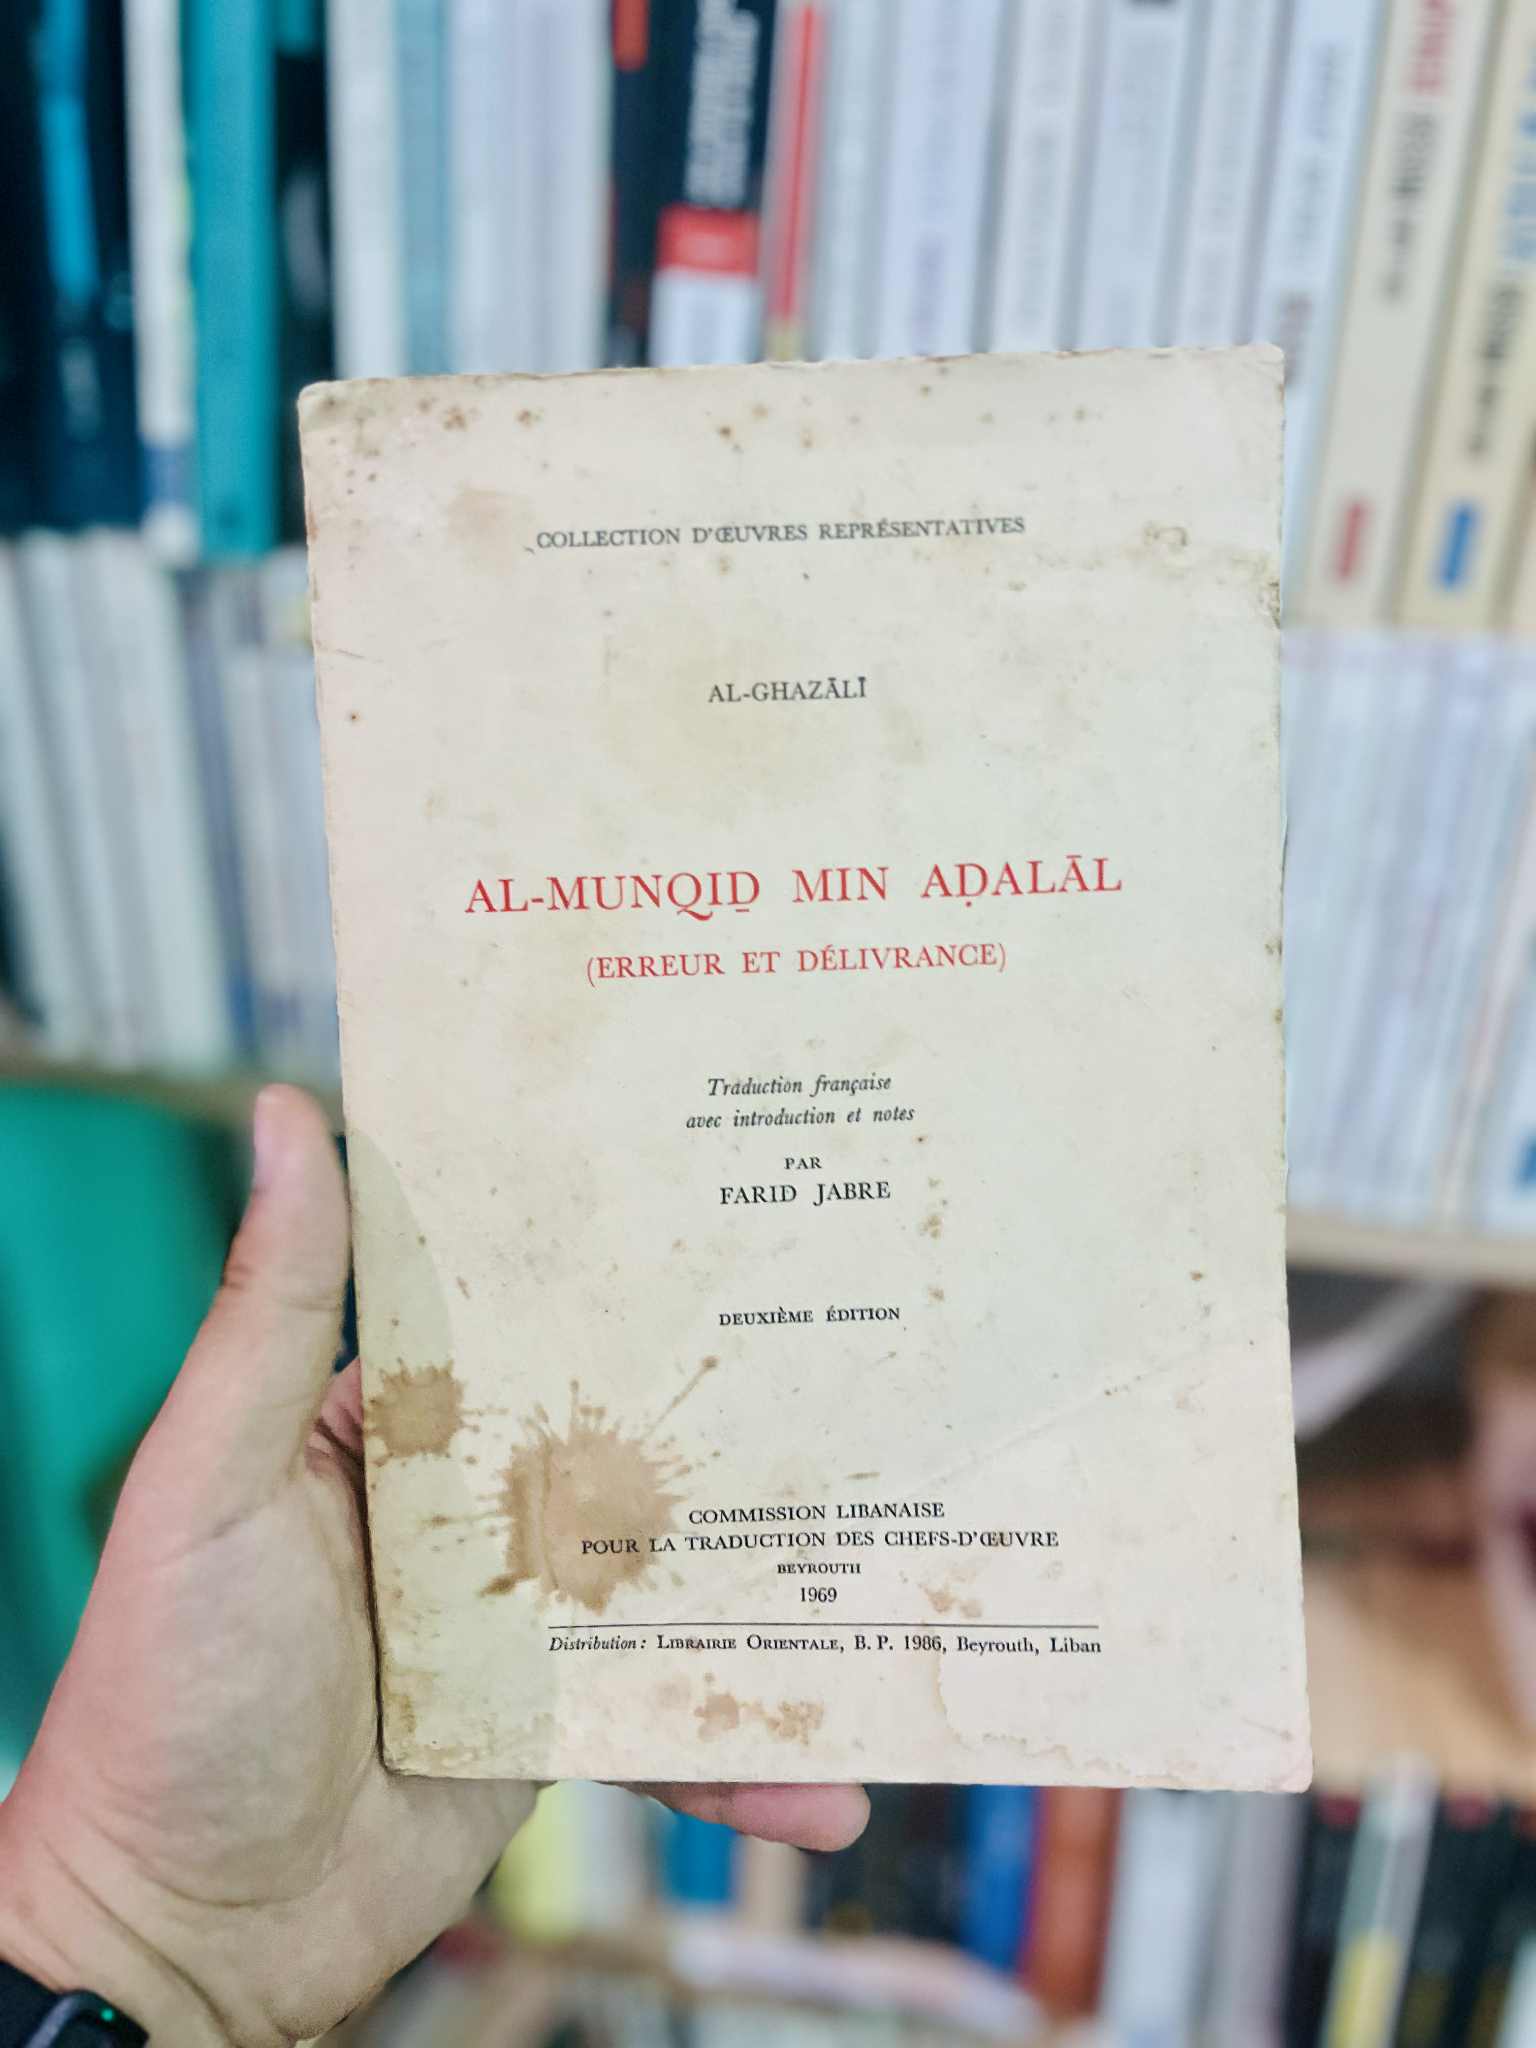 COLLECTION D'ŒUVRES REPRÉSENTATIVES
AL-GHAZĀLĪ
AL-MUNQIḎ MIN AḌALĀL
(ERREUR ET DÉLIVRANCE)
Traduction française
avec introduction et notes
PAR
FARID JABRE
DEUXIÈME ÉDITION
COMMISSION LIBANAISE
POUR LA TRADUCTION DES CHEFS-D'ŒUVRE
BEYROUTH
1969
Distribution: LIBRAIRIE ORIENTALE, B. P. 1986, Beyrouth, Liban